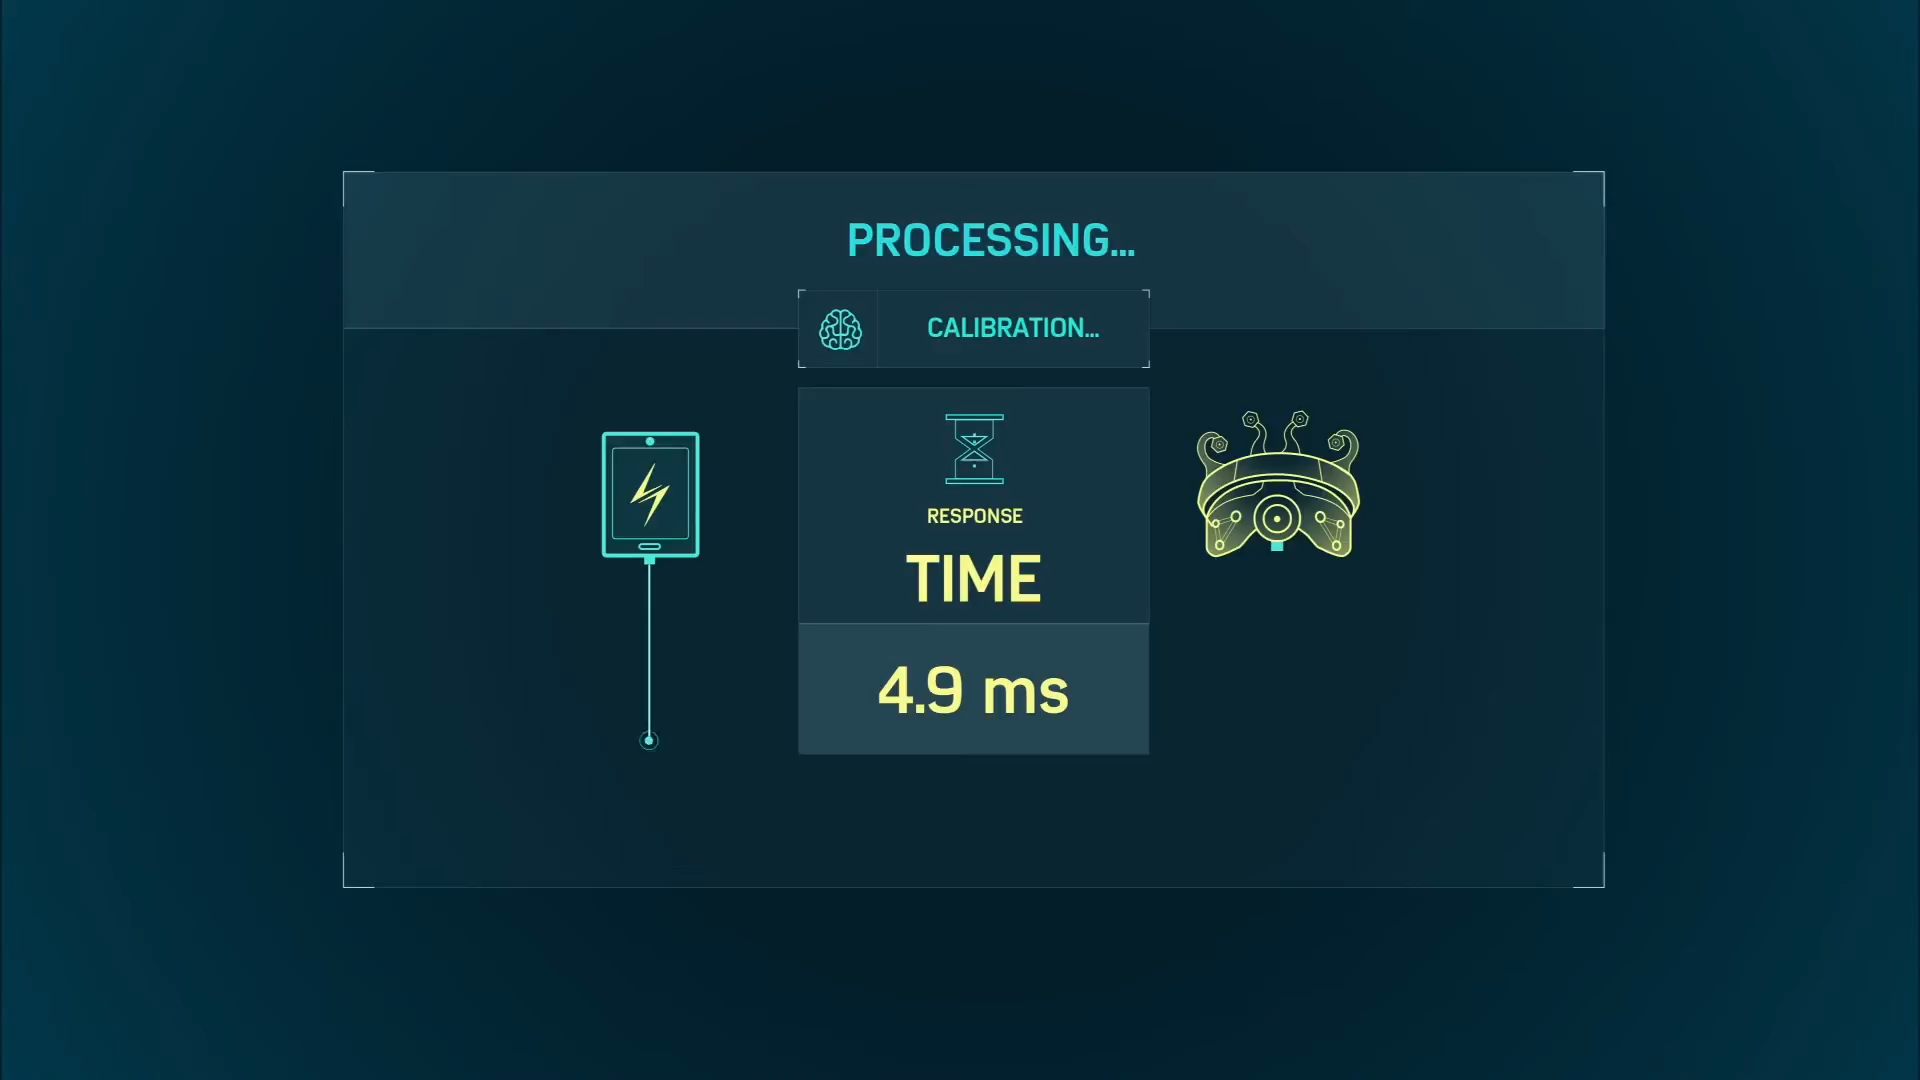 PROCESSING...
CALIBRATION...
RESPONSE
TIME
4.9 ms